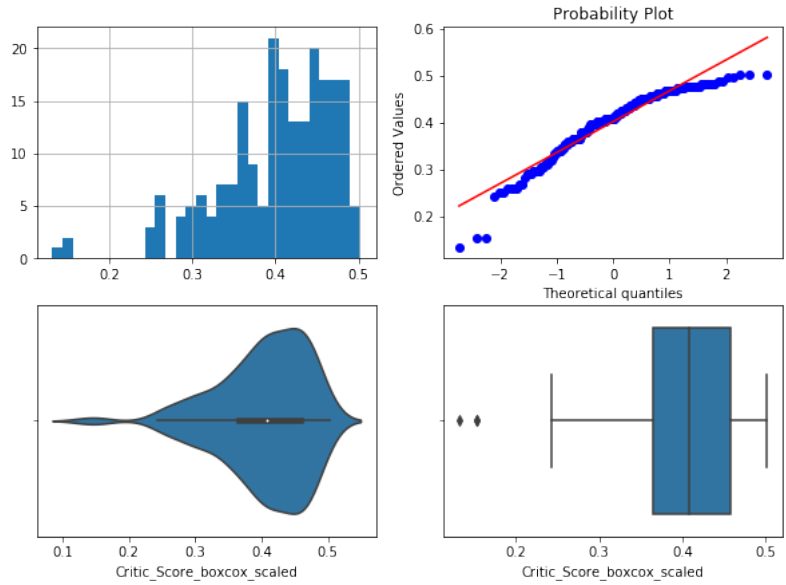 20
15
10
5
0
0.2 0.3 0.4 0.5
Probability Plot
0.6
0.5
0.4
0.3
0.2
Ordered Values
−2 −1 0 1 2
Theoretical quantiles
0.1 0.2 0.3 0.4 0.5
Critic_Score_boxcox_scaled
0.2 0.3 0.4 0.5
Critic_Score_boxcox_scaled